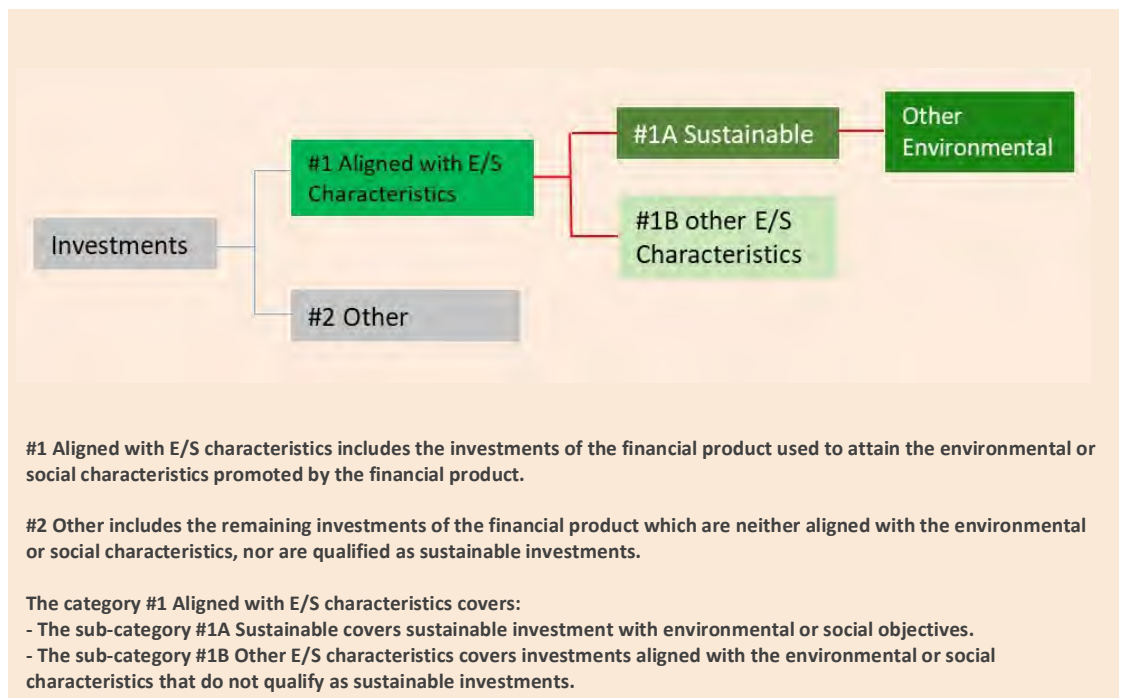 Investments
#1 Aligned with E/S
Characteristics
#2 Other
#1A Sustainable
#1B other E/S
Characteristics
Other
Environmental
#1 Aligned with E/S characteristics includes the investments of the financial product used to attain the environmental or
social characteristics promoted by the financial product.
#2 Other includes the remaining investments of the financial product which are neither aligned with the environmental
or social characteristics, nor are qualified as sustainable investments.
The category #1 Aligned with E/S characteristics covers:
- The sub-category #1A Sustainable covers sustainable investment with environmental or social objectives.
- The sub-category #1B Other E/S characteristics covers investments aligned with the environmental or social
characteristics that do not qualify as sustainable investments.